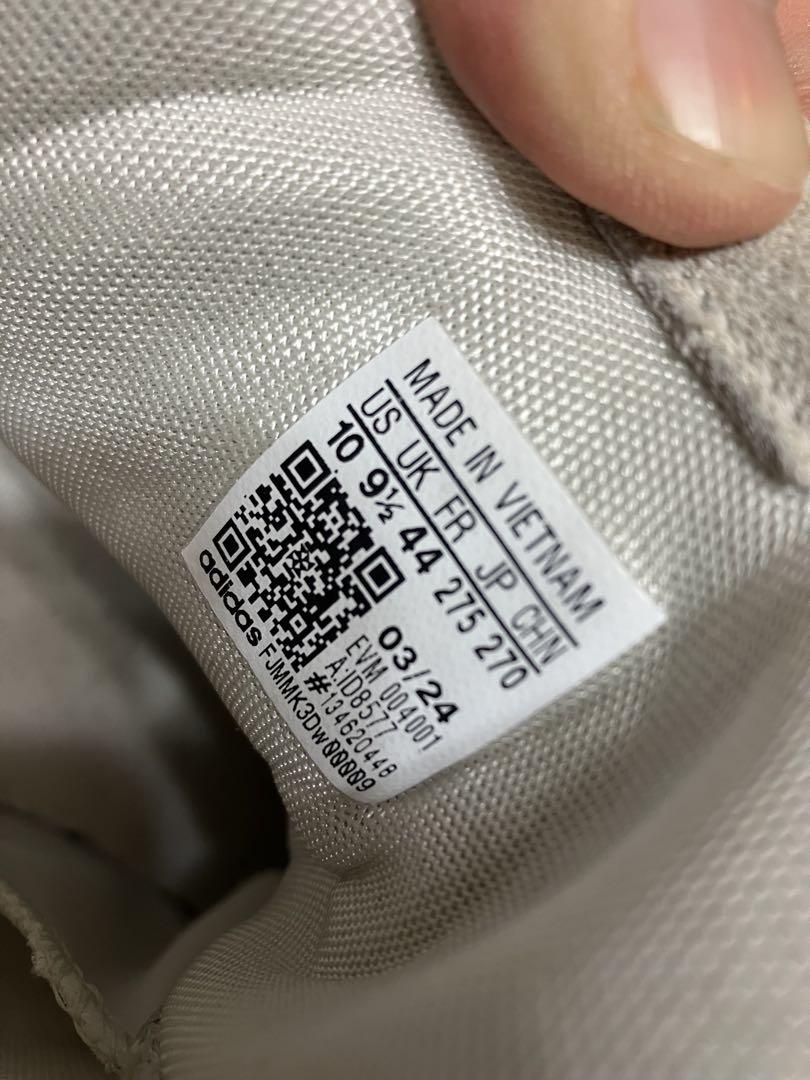 MADE IN VIETNAM
US UK FR JP CHN
10 9½ 44 275 270
03/24
EVM 004001
A:ID8577
#134620448
adidas FJMMK3DW00009